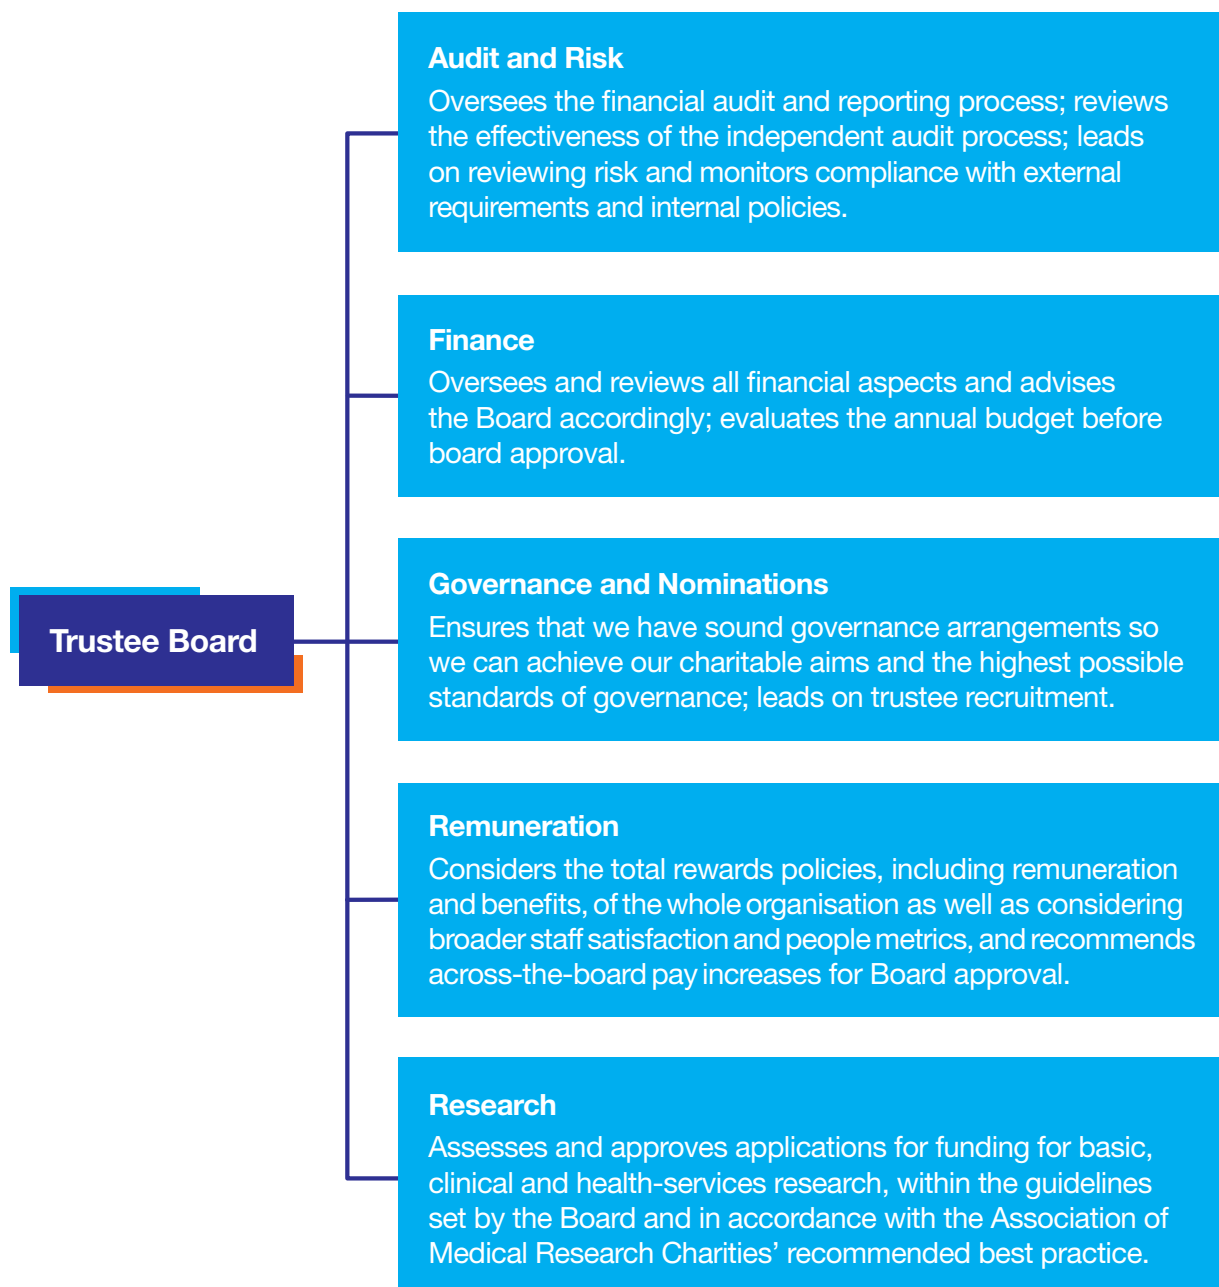 Audit and Risk
Oversees the financial audit and reporting process; reviews
the effectiveness of the independent audit process; leads
on reviewing risk and monitors compliance with external
requirements and internal policies.
Finance
Oversees and reviews all financial aspects and advises
the Board accordingly; evaluates the annual budget before
board approval.
Trustee Board
Governance and Nominations
Ensures that we have sound governance arrangements so
we can achieve our charitable aims and the highest possible
standards of governance; leads on trustee recruitment.
Remuneration
Considers the total rewards policies, including remuneration
and benefits, of the whole organisation as well as considering
broader staff satisfaction and people metrics, and recommends
across-the-board pay increases for Board approval.
Research
Assesses and approves applications for funding for basic,
clinical and health-services research, within the guidelines
set by the Board and in accordance with the Association of
Medical Research Charities’ recommended best practice.